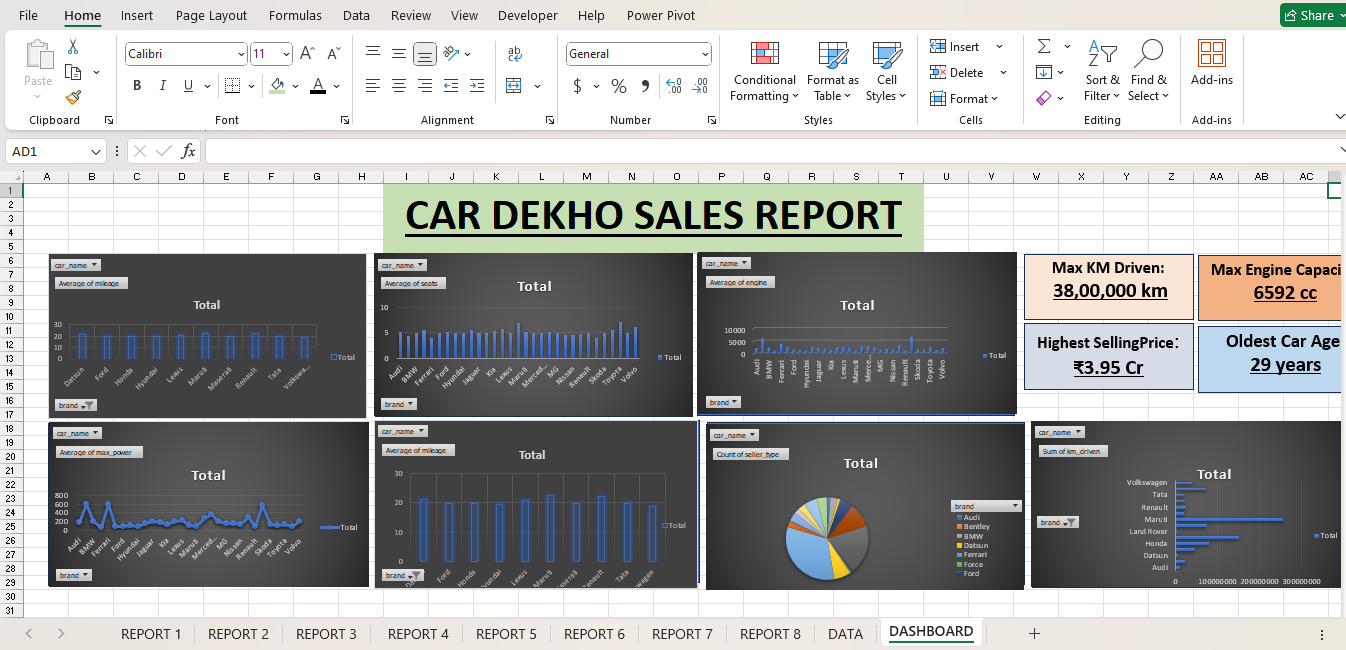 File Home Insert Page Layout Formulas Data Review View Developer Help Power Pivot Share
Paste
Clipboard
Calibri 11
B I U
Font
ab
Alignment
General
$ % 9
Number
Conditional Formatting
Format as Table
Cell Styles
Styles
Insert
Delete
Format
Cells
Sort & Filter
Find & Select
Editing
Add-ins
Add-ins
AD1
fx
A B C D E F G H I J K L M N O P Q R S T U V W X Y Z AA AB AC
1
2
3
4
5
6
7
8
9
10
11
12
13
14
15
16
17
18
19
20
21
22
23
24
25
26
27
28
29
30
31
CAR DEKHO SALES REPORT
car_name
Average of mileage
Total
30
20
10
0
Datsun Ford Honda Hyundai Lexus Maruti Maserati Renault Tata Volkswa...
Total
brand
car_name
Average of seats
Total
10
5
0
Audi BMW Ferrari Ford Hyundai Jaguar Kia Lexus Maruti Merced... MG Nissan Renault Skoda Toyota Volvo
Total
brand
car_name
Average of engine
Total
10000
5000
0
Audi BMW Ferrari Ford Hyundai Jaguar Kia Lexus Maruti Merce... MG Nissan Renault Skoda Toyota Volvo
Total
brand
Max KM Driven:
38,00,000 km
Max Engine Capaci
6592 cc
Highest SellingPrice:
₹3.95 Cr
Oldest Car Age
29 years
car_name
Average of max_power
Total
800
600
400
200
0
Audi BMW Ferrari Ford Hyundai Jaguar Kia Lexus Maruti Merced... MG Nissan Renault Skoda Toyota Volvo
Total
brand
car_name
Average of mileage
Total
30
20
10
0
Ford Honda yundai Lexus Maruti aserati enault Tata wagen
Total
brand
car_name
Count of seller_type
Total
brand
Audi
Bentley
BMW
Datsun
Ferrari
Force
Ford
car_name
Sum of km_driven
Total
Volkswagen
Tata
Renault
Maruti
Land Rover
Honda
Datsun
Audi
0 100000000 200000000 300000000
Total
brand
REPORT 1 REPORT 2 REPORT 3 REPORT 4 REPORT 5 REPORT 6 REPORT 7 REPORT 8 DATA DASHBOARD